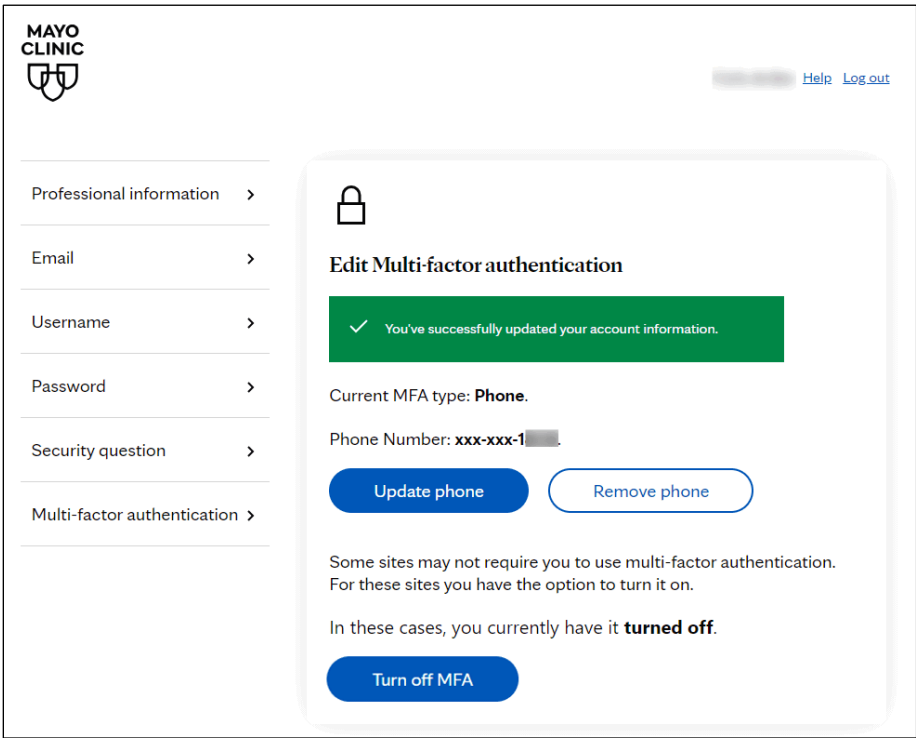 MAYO
CLINIC
Help Log out
Professional information
Email
Username
Password
Security question
Multi-factor authentication
Edit Multi-factor authentication
You've successfully updated your account information.
Current MFA type: Phone.
Phone Number: xxx-xxx-1 .
Update phone Remove phone
Some sites may not require you to use multi-factor authentication.
For these sites you have the option to turn it on.
In these cases, you currently have it turned off.
Turn off MFA